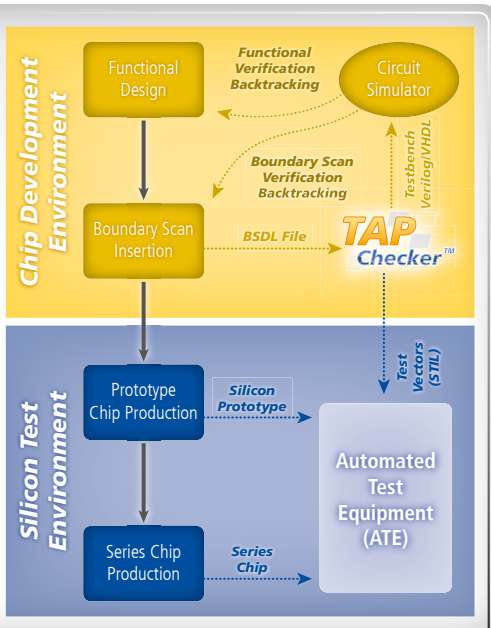 Chip Development
Environment
Functional
Design
Functional
Verification
Backtracking
Circuit
Simulator
Boundary Scan
Verification
Backtracking
Testbench
Verilog/VHDL
Boundary Scan
Insertion
BSDL File
TAP
Checker™
Silicon Test
Environment
Test
Vectors
(STIL)
Prototype
Chip Production
Silicon
Prototype
Automated
Test
Equipment
(ATE)
Series Chip
Production
Series
Chip